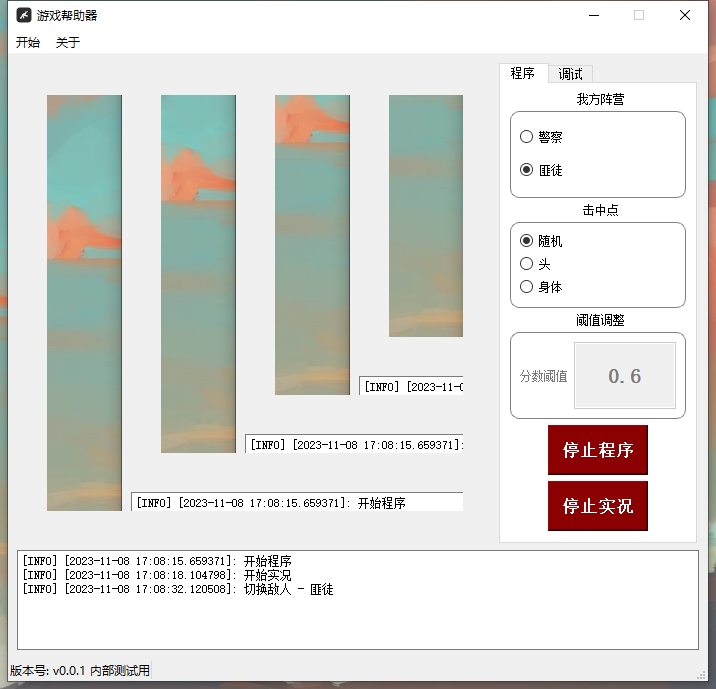 游戏帮助器
开始 关于
程序 调试
我方阵营
警察
匪徒
击中点
随机
头
身体
阈值调整
分数阈值 0.6
停止程序
停止实况
[INFO] [2023-11-0
[INFO] [2023-11-08 17:08:15.659371]:
[INFO] [2023-11-08 17:08:15.659371]: 开始程序
[INFO] [2023-11-08 17:08:15.659371]: 开始程序
[INFO] [2023-11-08 17:08:18.104798]: 开始实况
[INFO] [2023-11-08 17:08:32.120508]: 切换敌人 - 匪徒
版本号: v0.0.1 内部测试用